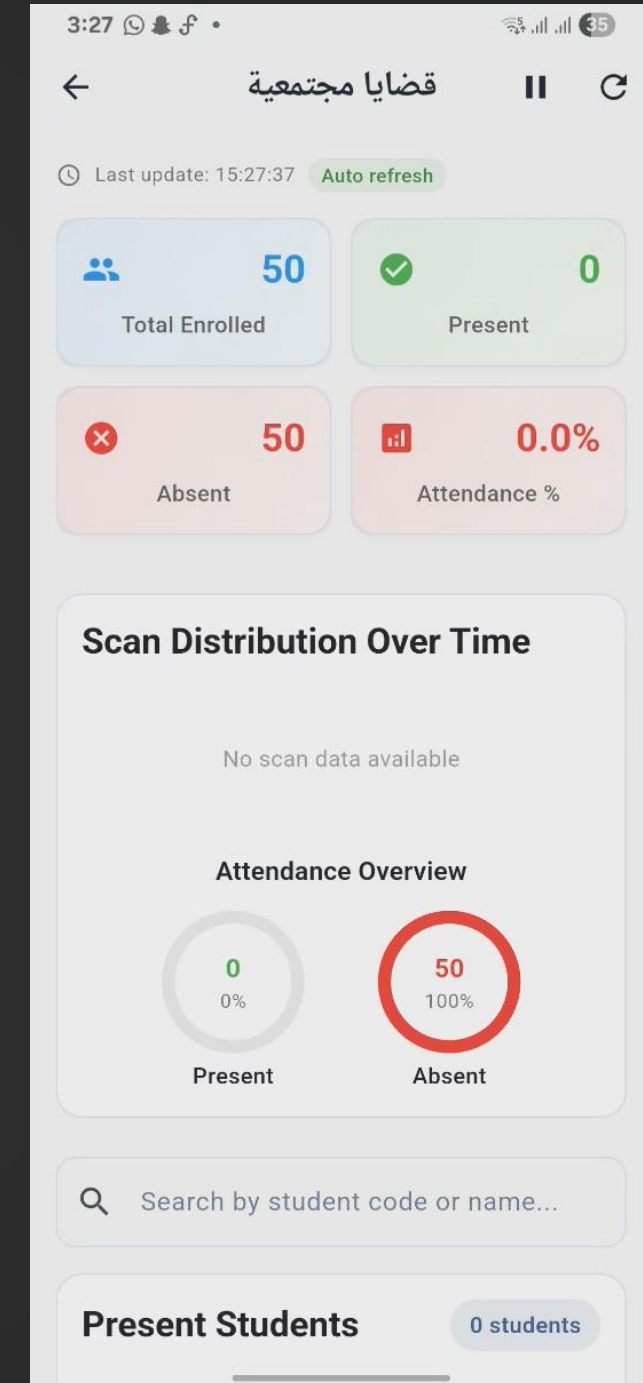 3:27
35
قضايا مجتمعية
Last update: 15:27:37 Auto refresh
50
Total Enrolled
0
Present
50
Absent
0.0%
Attendance %
Scan Distribution Over Time
No scan data available
Attendance Overview
0
0%
Present
50
100%
Absent
Search by student code or name...
Present Students
0 students